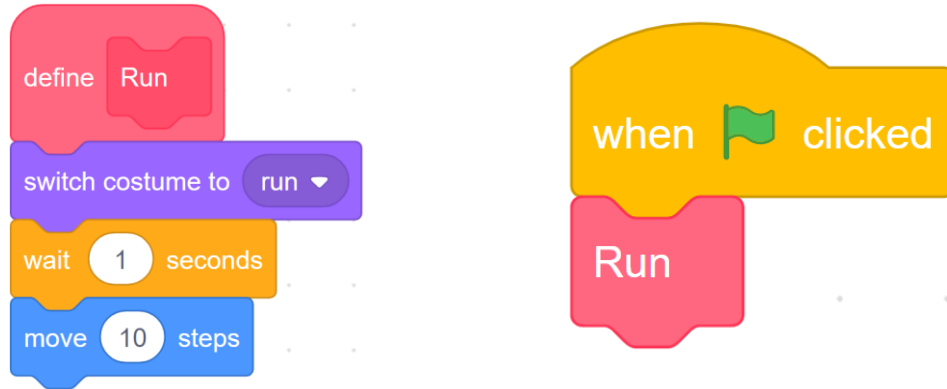 define Run
switch costume to run
wait 1 seconds
move 10 steps
when clicked
Run